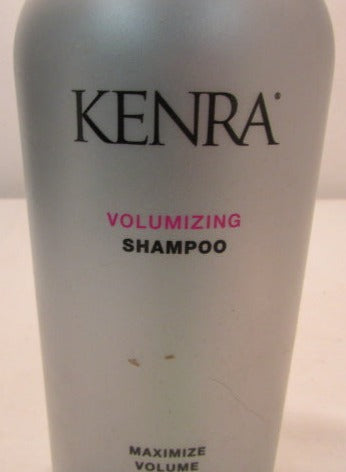 KENRA®
VOLUMIZING
SHAMPOO
MAXIMIZE
VOLUME